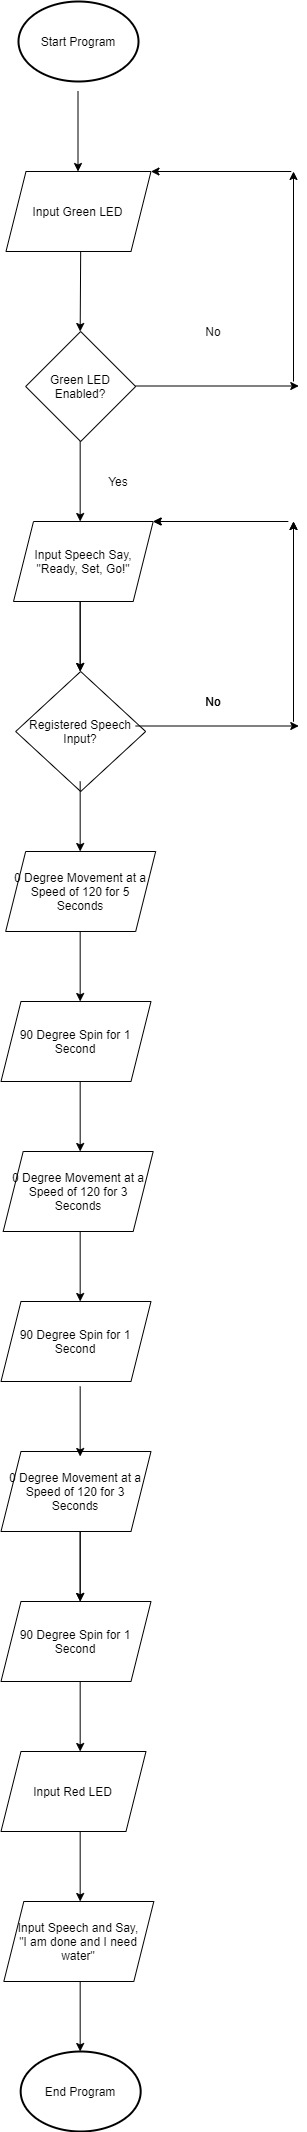 Start Program
Input Green LED
No
Green LED
Enabled?
Yes
Input Speech Say,
"Ready, Set, Go!"
No
Registered Speech
Input?
0 Degree Movement at a
Speed of 120 for 5
Seconds
90 Degree Spin for 1
Second
0 Degree Movement at a
Speed of 120 for 3
Seconds
90 Degree Spin for 1
Second
0 Degree Movement at a
Speed of 120 for 3
Seconds
90 Degree Spin for 1
Second
Input Red LED
Input Speech and Say,
"I am done and I need
water"
End Program